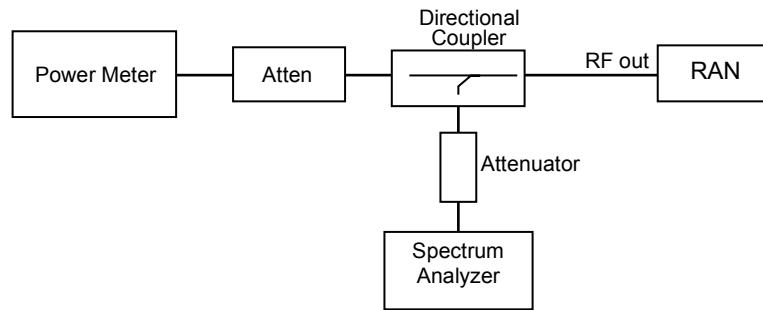 Directional
Coupler
Power Meter
Atten
RF out
RAN
Attenuator
Spectrum
Analyzer